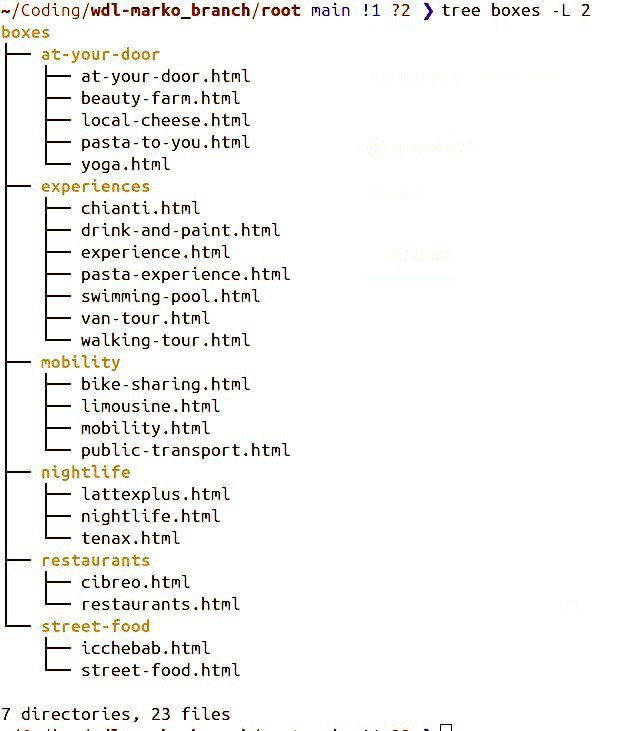 ~/Coding/wdl-marko_branch/root main !1 ?2 ❯ tree boxes -L 2
boxes
├── at-your-door
│   ├── at-your-door.html
│   ├── beauty-farm.html
│   ├── local-cheese.html
│   ├── pasta-to-you.html
│   └── yoga.html
├── experiences
│   ├── chianti.html
│   ├── drink-and-paint.html
│   ├── experience.html
│   ├── pasta-experience.html
│   ├── swimming-pool.html
│   ├── van-tour.html
│   └── walking-tour.html
├── mobility
│   ├── bike-sharing.html
│   ├── limousine.html
│   ├── mobility.html
│   └── public-transport.html
├── nightlife
│   ├── lattexplus.html
│   ├── nightlife.html
│   └── tenax.html
├── restaurants
│   ├── cibreo.html
│   └── restaurants.html
└── street-food
    ├── icchebab.html
    └── street-food.html

7 directories, 23 files